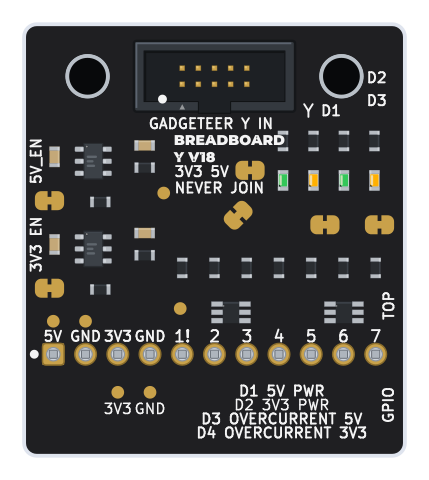 D2
D3
Y D1
GADGETEER Y IN
BREADBOARD
Y V18
3V3 5V
NEVER JOIN
5V_EN
3V3 EN
TOP
5V GND 3V3 GND 1! 2 3 4 5 6 7
3V3 GND
GPIO
D1 5V PWR
D2 3V3 PWR
D3 OVERCURRENT 5V
D4 OVERCURRENT 3V3